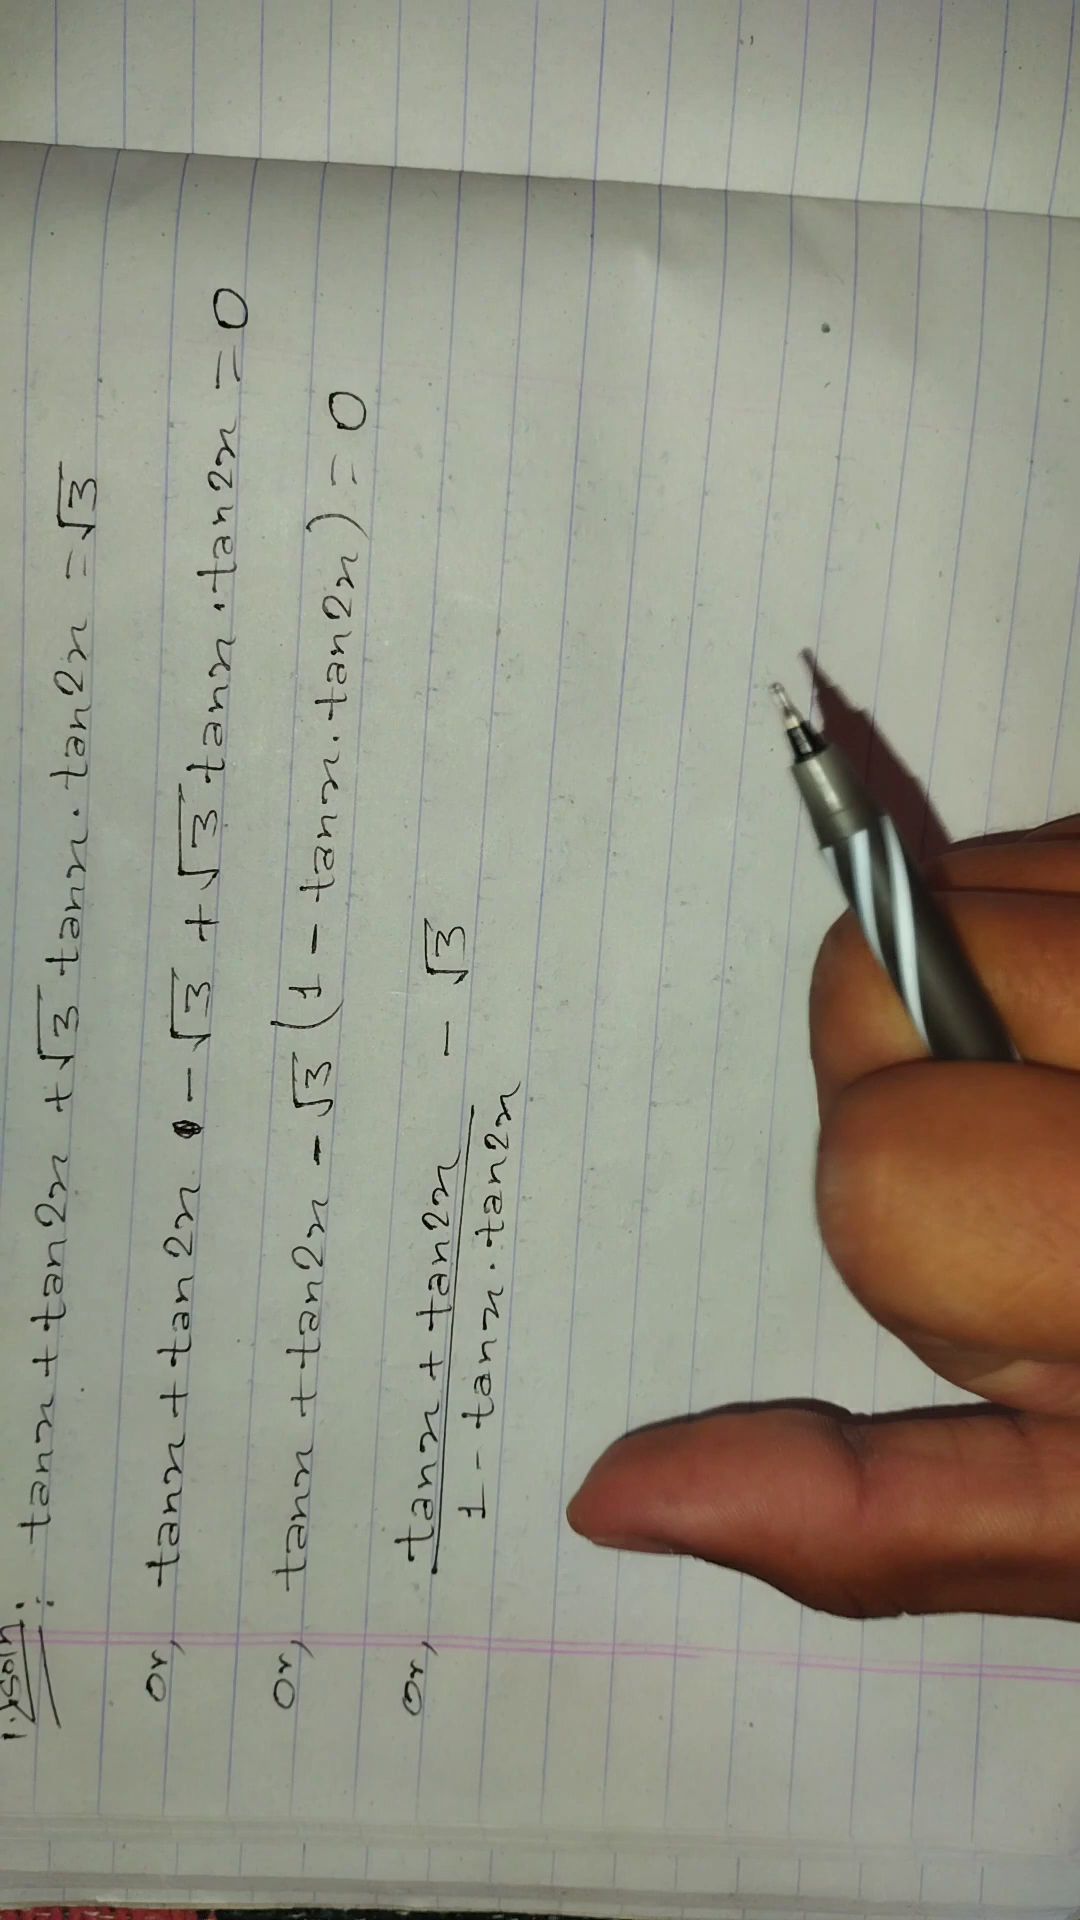 1.) Soln: tanx + tan2x + √3 tanx . tan2x = √3
or, tanx + tan2x - √3 + √3 tanx . tan2x = 0
or, tanx + tan2x - √3 (1 - tanx . tan2x) = 0
or, (tanx + tan2x)/(1 - tanx . tan2x) - √3